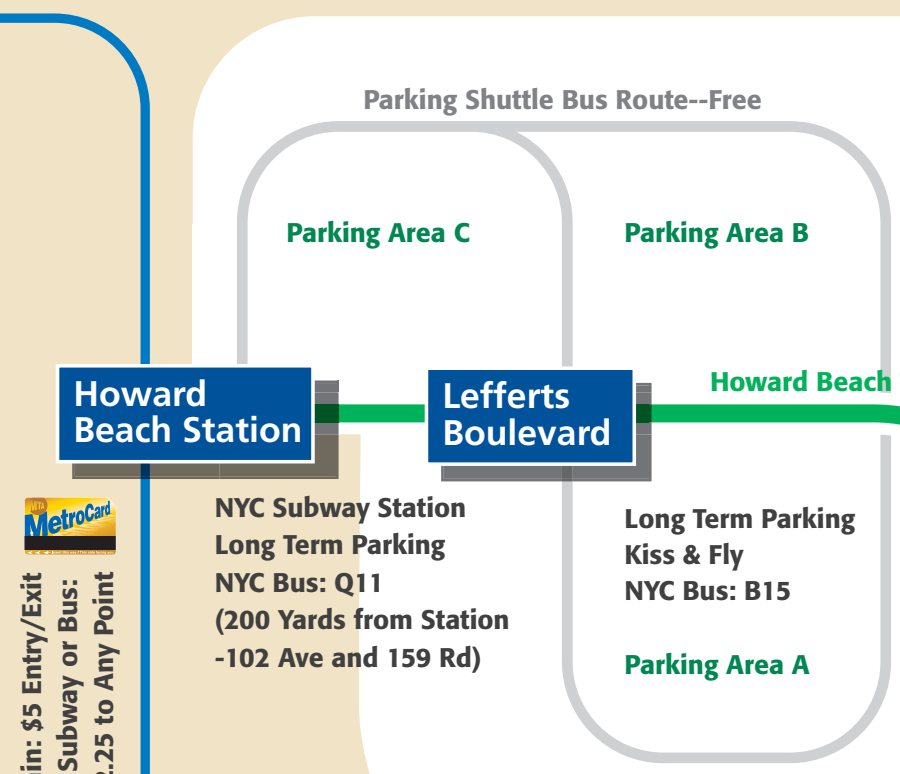 Parking Shuttle Bus Route--Free
Parking Area C
Parking Area B
Howard
Beach Station
Lefferts
Boulevard
Howard Beach
MTA
MetroCard
NYC Subway Station
Long Term Parking
NYC Bus: Q11
(200 Yards from Station
-102 Ave and 159 Rd)
Long Term Parking
Kiss & Fly
NYC Bus: B15
Parking Area A
$5 Entry/Exit
Subway or Bus:
.25 to Any Point